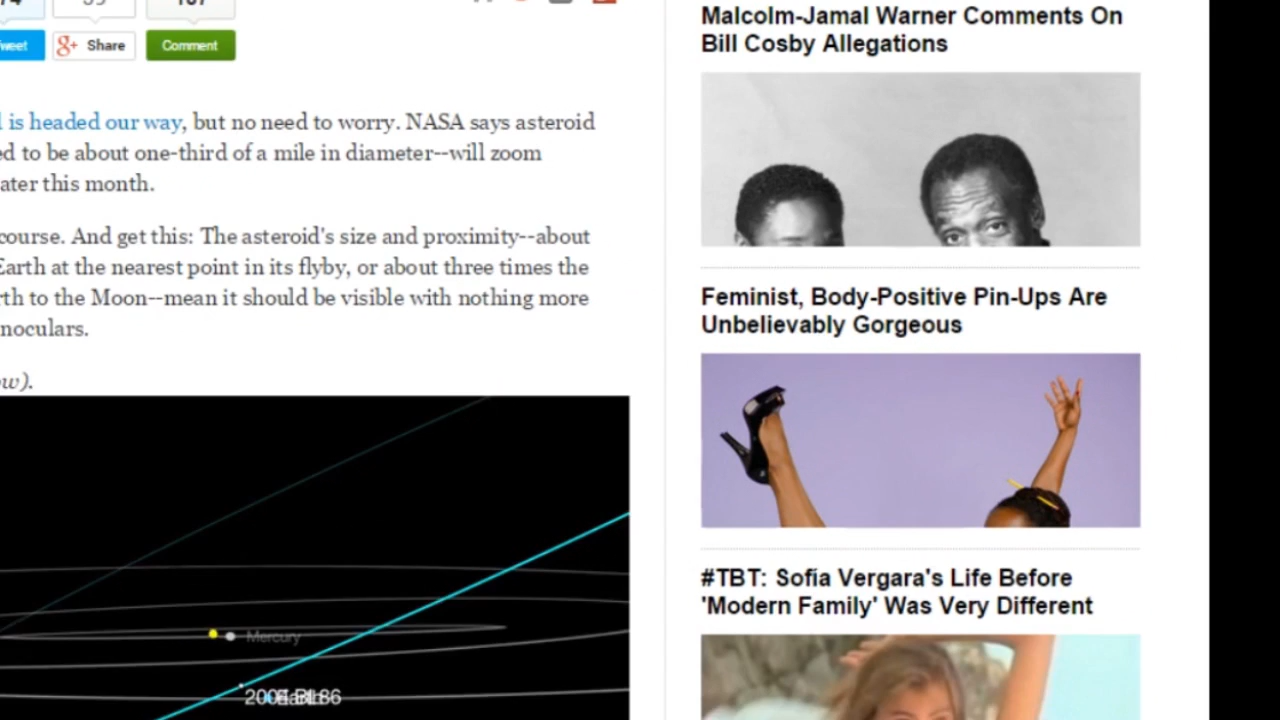 Tweet
Share
Comment
is headed our way, but no need to worry. NASA says asteroid
ed to be about one-third of a mile in diameter--will zoom
ater this month.
course. And get this: The asteroid's size and proximity--about
Earth at the nearest point in its flyby, or about three times the
rth to the Moon--mean it should be visible with nothing more
noculars.
ow).
Mercury
Malcolm-Jamal Warner Comments On
Bill Cosby Allegations
Feminist, Body-Positive Pin-Ups Are
Unbelievably Gorgeous
#TBT: Sofía Vergara's Life Before
'Modern Family' Was Very Different